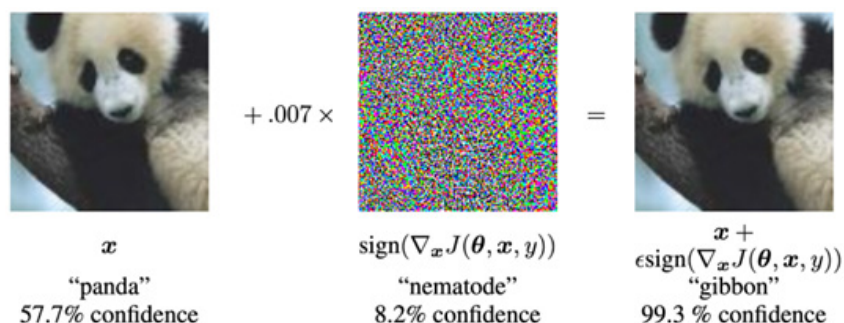 + .007 ×
=
x
sign(∇ₓJ(θ, x, y))
x +
ϵsign(∇ₓJ(θ, x, y))
“panda”
“nematode”
“gibbon”
57.7% confidence
8.2% confidence
99.3 % confidence